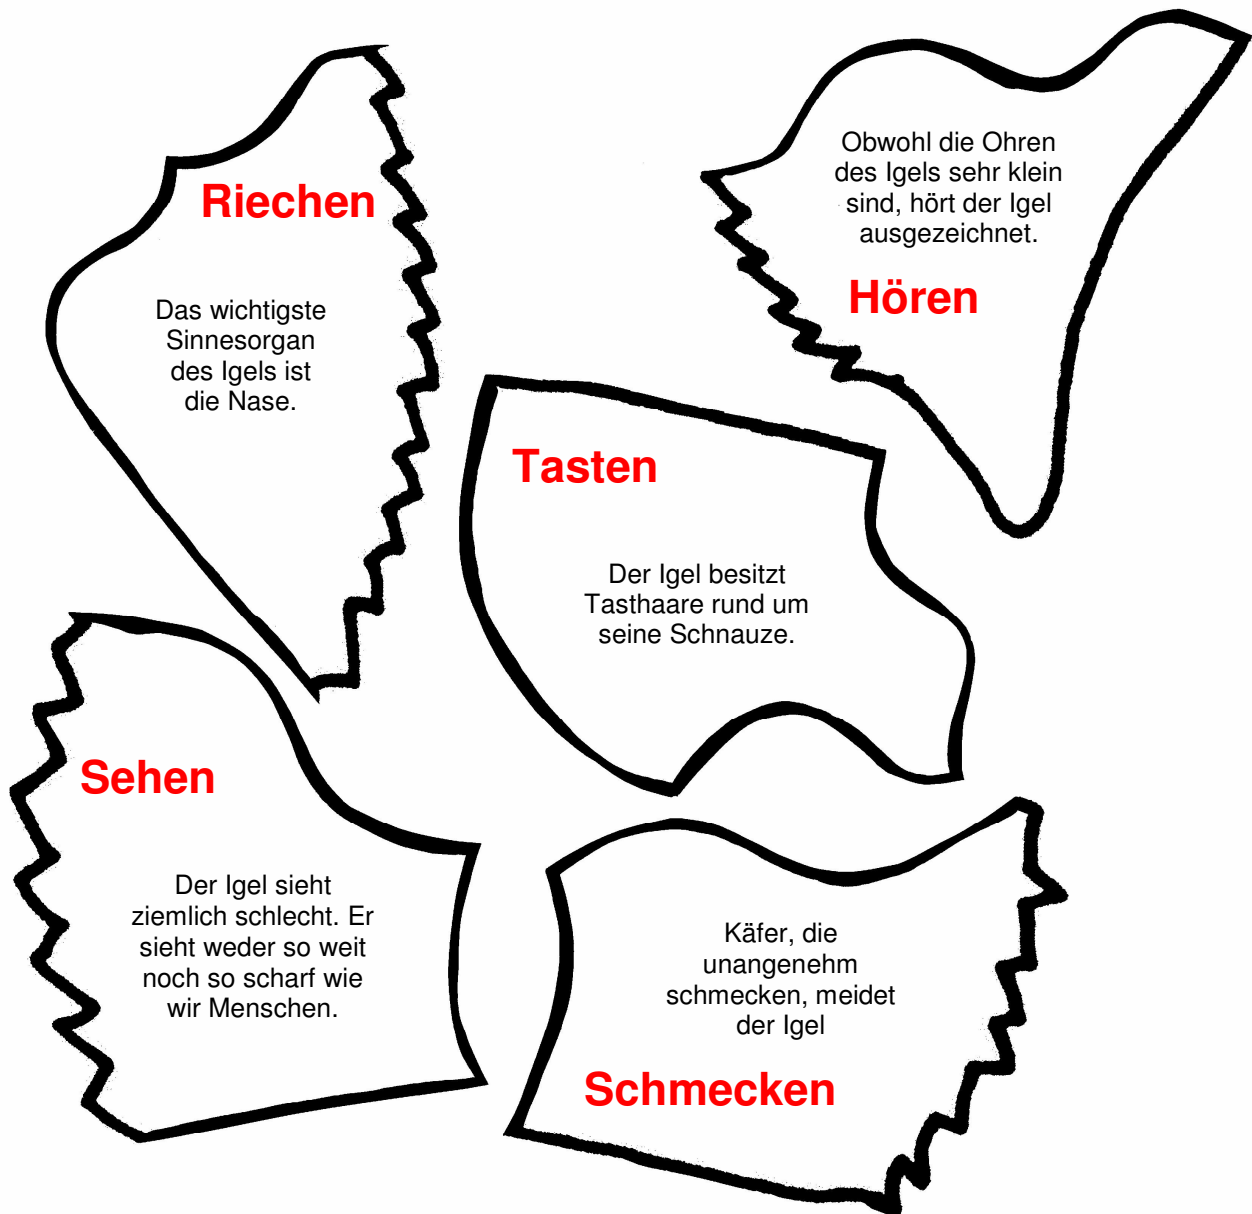 Riechen
Das wichtigste
Sinnesorgan
des Igels ist
die Nase.
Obwohl die Ohren
des Igels sehr klein
sind, hört der Igel
ausgezeichnet.
Hören
Tasten
Der Igel besitzt
Tasthaare rund um
seine Schnauze.
Sehen
Der Igel sieht
ziemlich schlecht. Er
sieht weder so weit
noch so scharf wie
wir Menschen.
Käfer, die
unangenehm
schmecken, meidet
der Igel
Schmecken